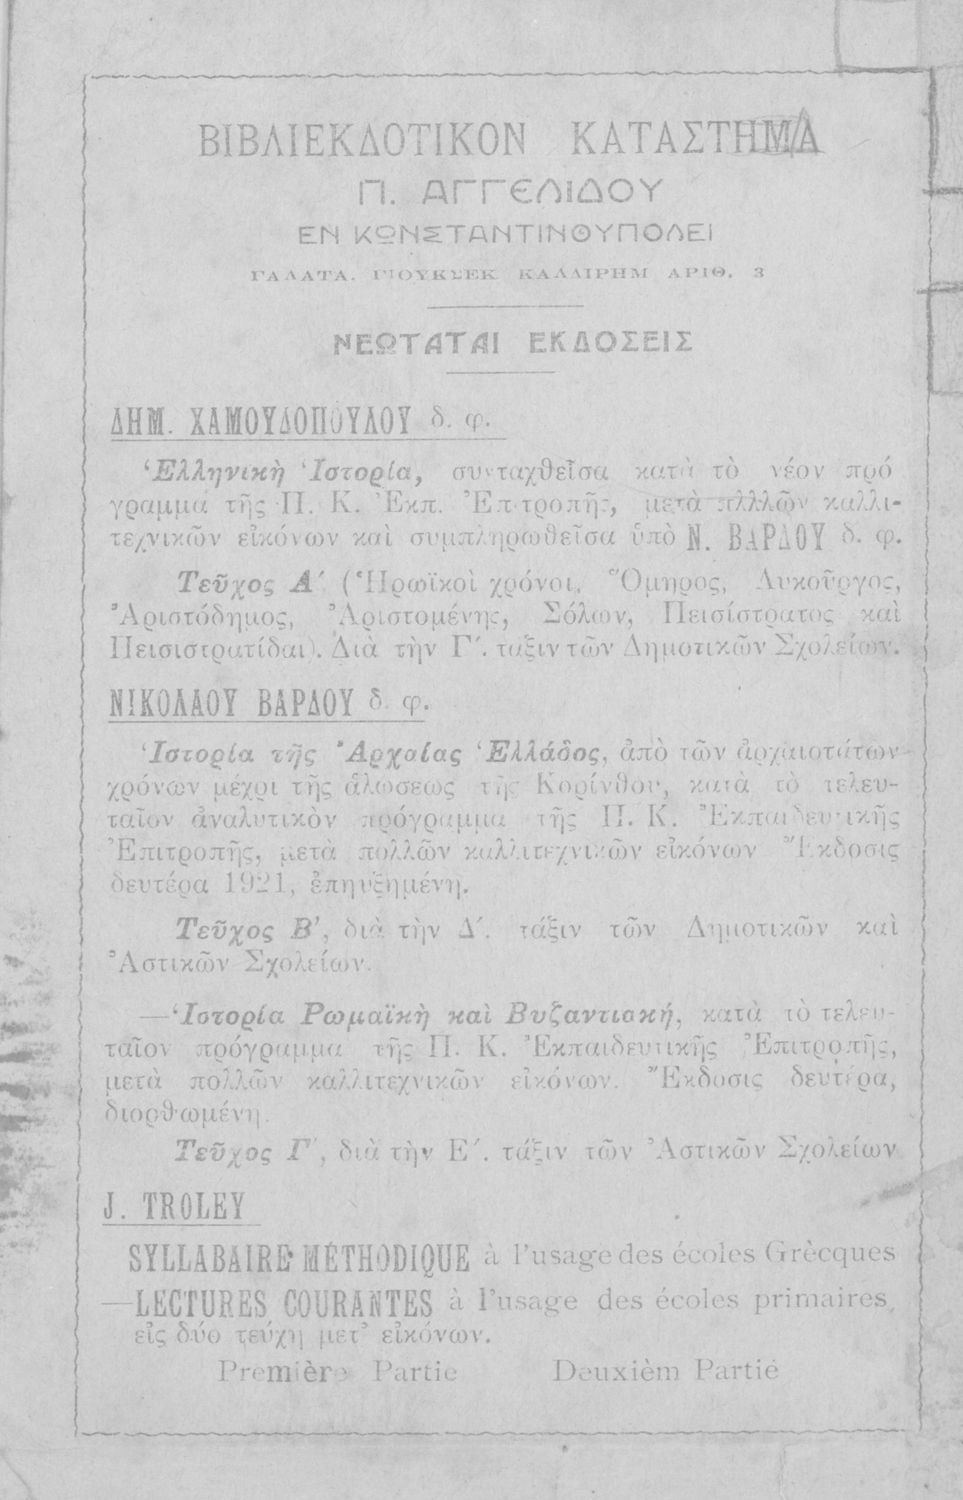 ΒΙΒΛΙΕΚΔΟΤΙΚΟΝ ΚΑΤΑΣΤΗΜΑ
Π. ΑΓΓΕΛΙΔΟΥ
ΕΝ ΚΩΝΣΤΑΝΤΙΝΟΥΠΟΛΕΙ
ΓΑΛΑΤΑ. ΓΙΟΥΚΣΕΚ ΚΑΛΔΙΡΗΜ ΑΡΙΘ. 3
ΝΕΩΤΑΤΑΙ ΕΚΔΟΣΕΙΣ
ΔΗΜ. ΧΑΜΟΥΔΟΠΟΥΛΟΥ δ. φ.
Ἑλληνικὴ Ἱστορία, συνταχθεῖσα κατὰ τὸ νέον πρό
γραμμα τῆς Π. Κ. Ἐκπ. Ἐπιτροπῆς, μετὰ πλλλῶν καλλι-
τεχνικῶν εἰκόνων καὶ συμπληρωθεῖσα ὑπὸ Ν. ΒΑΡΔΟΥ δ. φ.
Τεῦχος Α΄ (Ἡρωϊκοὶ χρόνοι, Ὅμηρος, Λυκοῦργος,
Ἀριστόδημος, Ἀριστομένης, Σόλων, Πεισίστρατος καὶ
Πεισιστρατίδαι). Διὰ τὴν Γ΄. τάξιν τῶν Δημοτικῶν Σχολείων.
ΝΙΚΟΛΑΟΥ ΒΑΡΔΟΥ δ. φ.
Ἱστορία τῆς Ἀρχαίας Ἑλλάδος, ἀπὸ τῶν ἀρχαιοτάτων
χρόνων μέχρι τῆς ἁλώσεως τῆς Κορίνθου, κατὰ τὸ τελευ-
ταῖον ἀναλυτικὸν πρόγραμμα τῆς Π. Κ. Ἐκπαιδευτικῆς
Ἐπιτροπῆς, μετὰ πολλῶν καλλιτεχνικῶν εἰκόνων Ἔκδοσις
δευτέρα 1921, ἐπηυξημένη.
Τεῦχος Β', διὰ τὴν Δ΄. τάξιν τῶν Δημοτικῶν καὶ
Ἀστικῶν Σχολείων.
—Ἱστορία Ρωμαϊκὴ καὶ Βυζαντιακή, κατὰ τὸ τελευ-
ταῖον πρόγραμμα τῆς Π. Κ. Ἐκπαιδευτικῆς Ἐπιτροπῆς,
μετὰ πολλῶν καλλιτεχνικῶν εἰκόνων. Ἔκδοσις δευτέρα,
διορθωμένη.
Τεῦχος Γ΄, διὰ τὴν Ε΄. τάξιν τῶν Ἀστικῶν Σχολείων
J. TROLEY
SYLLABAIRE MÉTHODIQUE à l'usage des écoles Grècques
—LECTURES COURANTES à l'usage des écoles primaires,
εἰς δύο τεύχη μετ' εἰκόνων.
Première Partie Deuxièm Partié